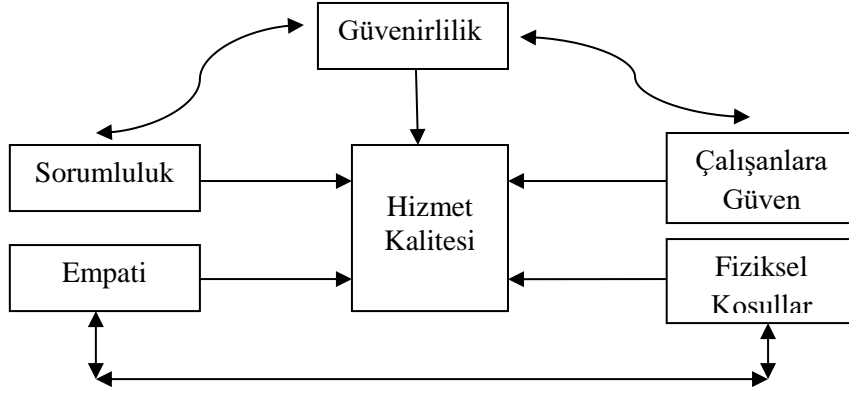 Güvenirlilik
Sorumluluk
Hizmet
Kalitesi
Çalışanlara
Güven
Empati
Fiziksel
Koşullar